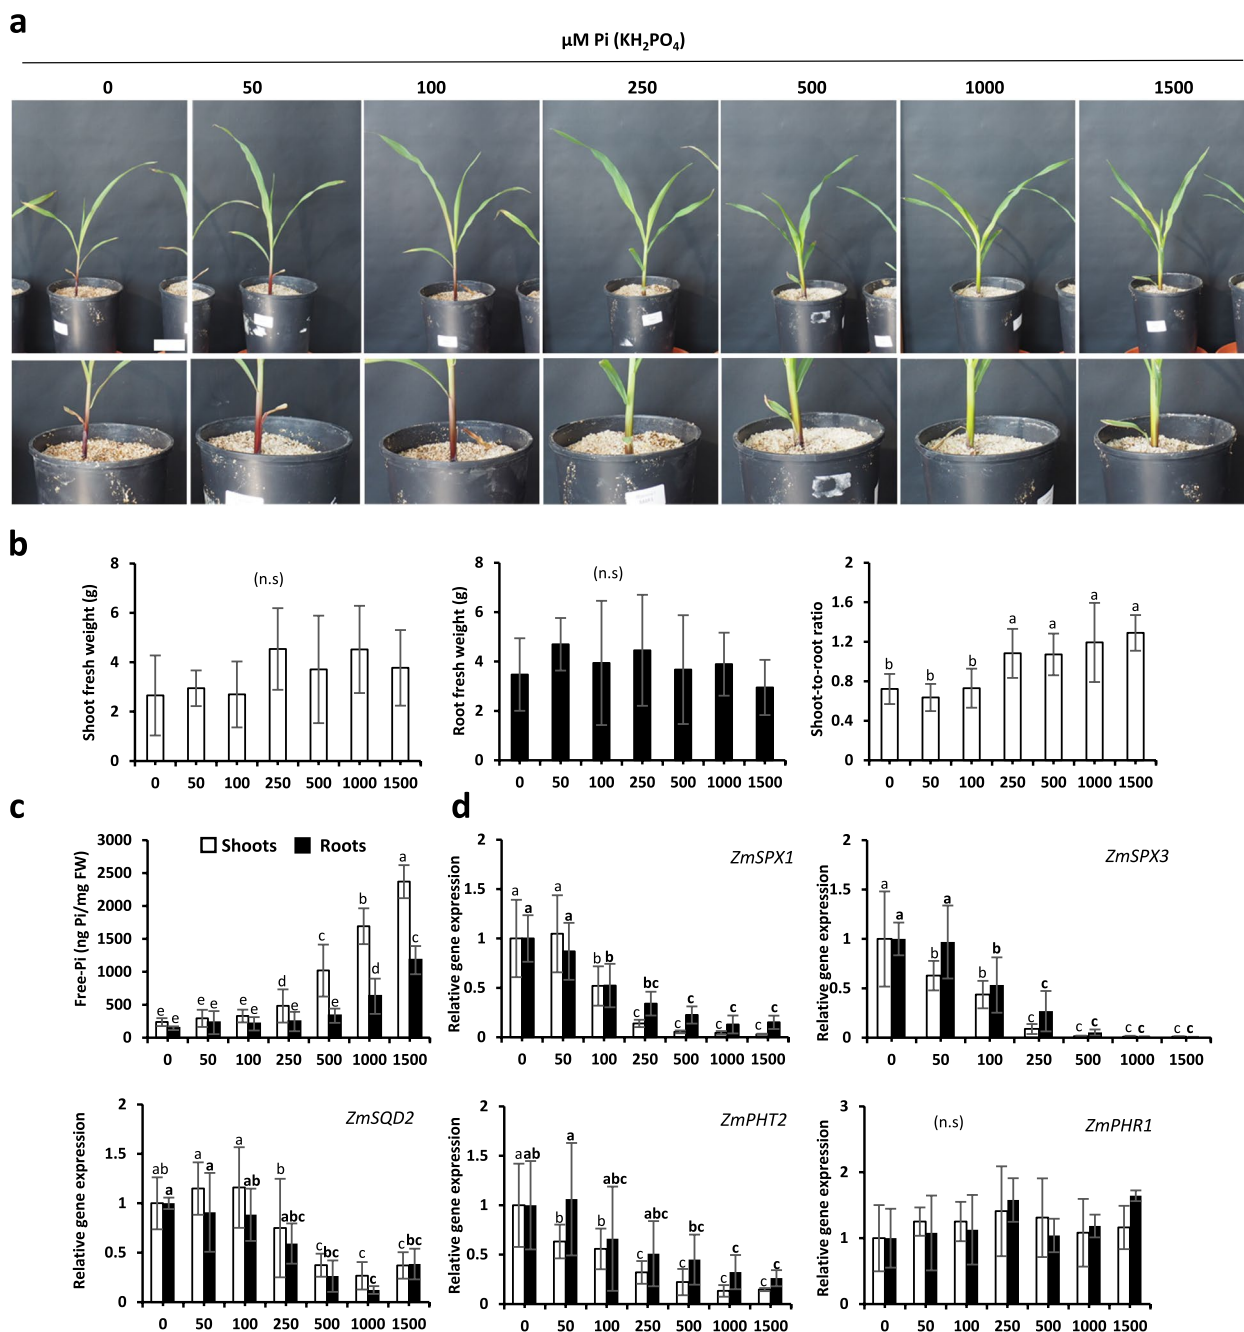 a
µM Pi (KH₂PO₄)
0 50 100 250 500 1000 1500
b
Shoot fresh weight (g)
8
6
4
2
0
(n.s)
0 50 100 250 500 1000 1500
Root fresh weight (g)
8
6
4
2
0
(n.s)
0 50 100 250 500 1000 1500
Shoot-to-root ratio
2
1.6
1.2
0.8
0.4
0
b b b a a a a
0 50 100 250 500 1000 1500
c
Free-Pi (ng Pi/mg FW)
3000
2500
2000
1500
1000
500
0
Shoots Roots
e e e e e e d e c e b d a c
0 50 100 250 500 1000 1500
d
Relative gene expression
2
1.5
1
0.5
0
ZmSPX1
a a a a b b c bc c c c c c c
0 50 100 250 500 1000 1500
Relative gene expression
2
1.5
1
0.5
0
ZmSPX3
a a b a b b c c c c c c c c
0 50 100 250 500 1000 1500
Relative gene expression
2
1.5
1
0.5
0
ZmSQD2
ab a a a a ab b abc c bc c c c bc
0 50 100 250 500 1000 1500
Relative gene expression
2
1.5
1
0.5
0
ZmPHT2
a ab b a b abc c abc c bc c c c c
0 50 100 250 500 1000 1500
Relative gene expression
3
2
1
0
(n.s)
ZmPHR1
0 50 100 250 500 1000 1500